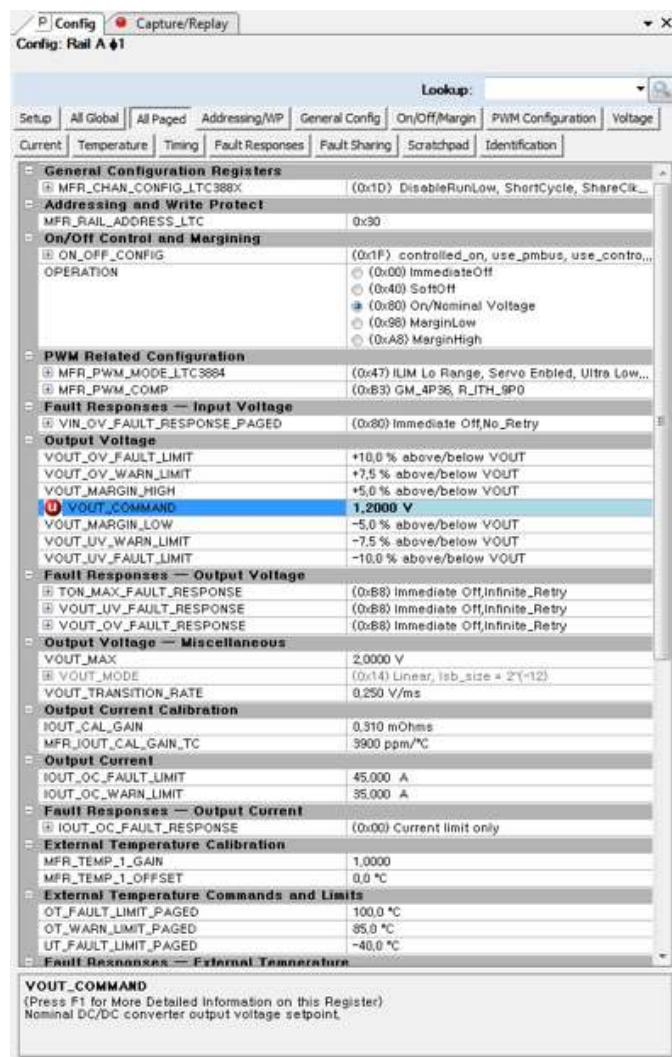 P Config Capture/Replay
Config: Rail A 1
Lookup:
Setup All Global All Paged Addressing/WP General Config On/Off/Margin PWM Configuration Voltage
Current Temperature Timing Fault Responses Fault Sharing Scratchpad Identification
General Configuration Registers
MFR_CHAN_CONFIG_LTC388X (0x1D) DisableRunLow, ShortCycle, ShareClk...
Addressing and Write Protect
MFR_RAIL_ADDRESS_LTC 0x30
On/Off Control and Margining
ON_OFF_CONFIG (0x1F) controlled_on, use_pmbus, use_contro...
OPERATION (0x00) ImmediateOff
(0x40) SoftOff
(0x80) On/Nominal Voltage
(0x98) MarginLow
(0xA8) MarginHigh
PWM Related Configuration
MFR_PWM_MODE_LTC3884 (0x47) ILIM Lo Range, Servo Enbled, Ultra Low...
MFR_PWM_COMP (0xB3) GM_4P36, R_ITH_9P0
Fault Responses — Input Voltage
VIN_OV_FAULT_RESPONSE_PAGED (0x80) Immediate Off,No_Retry
Output Voltage
VOUT_OV_FAULT_LIMIT +10,0 % above/below VOUT
VOUT_OV_WARN_LIMIT +7,5 % above/below VOUT
VOUT_MARGIN_HIGH +5,0 % above/below VOUT
U VOUT_COMMAND 1,2000 V
VOUT_MARGIN_LOW -5,0 % above/below VOUT
VOUT_UV_WARN_LIMIT -7,5 % above/below VOUT
VOUT_UV_FAULT_LIMIT -10,0 % above/below VOUT
Fault Responses — Output Voltage
TON_MAX_FAULT_RESPONSE (0xB8) Immediate Off,Infinite_Retry
VOUT_UV_FAULT_RESPONSE (0xB8) Immediate Off,Infinite_Retry
VOUT_OV_FAULT_RESPONSE (0xB8) Immediate Off,Infinite_Retry
Output Voltage — Miscellaneous
VOUT_MAX 2,0000 V
VOUT_MODE (0x14) Linear, lsb_size = 2^(-12)
VOUT_TRANSITION_RATE 0,250 V/ms
Output Current Calibration
IOUT_CAL_GAIN 0,310 mOhms
MFR_IOUT_CAL_GAIN_TC 3900 ppm/°C
Output Current
IOUT_OC_FAULT_LIMIT 45,000 A
IOUT_OC_WARN_LIMIT 35,000 A
Fault Responses — Output Current
IOUT_OC_FAULT_RESPONSE (0x00) Current limit only
External Temperature Calibration
MFR_TEMP_1_GAIN 1,0000
MFR_TEMP_1_OFFSET 0,0 °C
External Temperature Commands and Limits
OT_FAULT_LIMIT_PAGED 100,0 °C
OT_WARN_LIMIT_PAGED 85,0 °C
UT_FAULT_LIMIT_PAGED -40,0 °C
Fault Responses — External Temperature
VOUT_COMMAND
(Press F1 for More Detailed Information on this Register)
Nominal DC/DC converter output voltage setpoint,